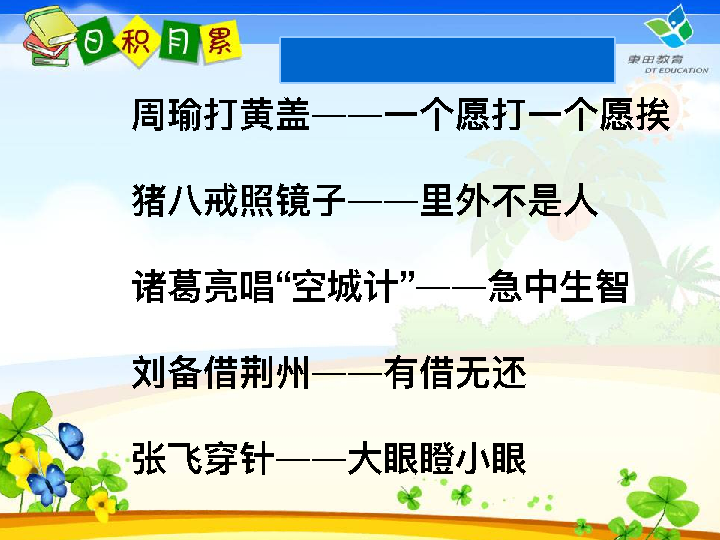 日积月累
東田教育
DT EDUCATION
周瑜打黄盖——一个愿打一个愿挨
猪八戒照镜子——里外不是人
诸葛亮唱“空城计”——急中生智
刘备借荆州——有借无还
张飞穿针——大眼瞪小眼